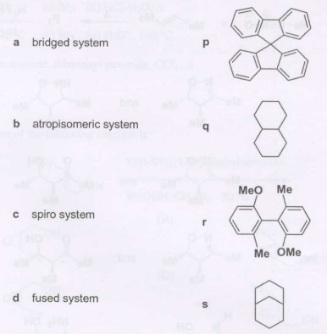 a bridged system p
b atropisomeric system q
MeO Me
c spiro system r
Me OMe
d fused system s